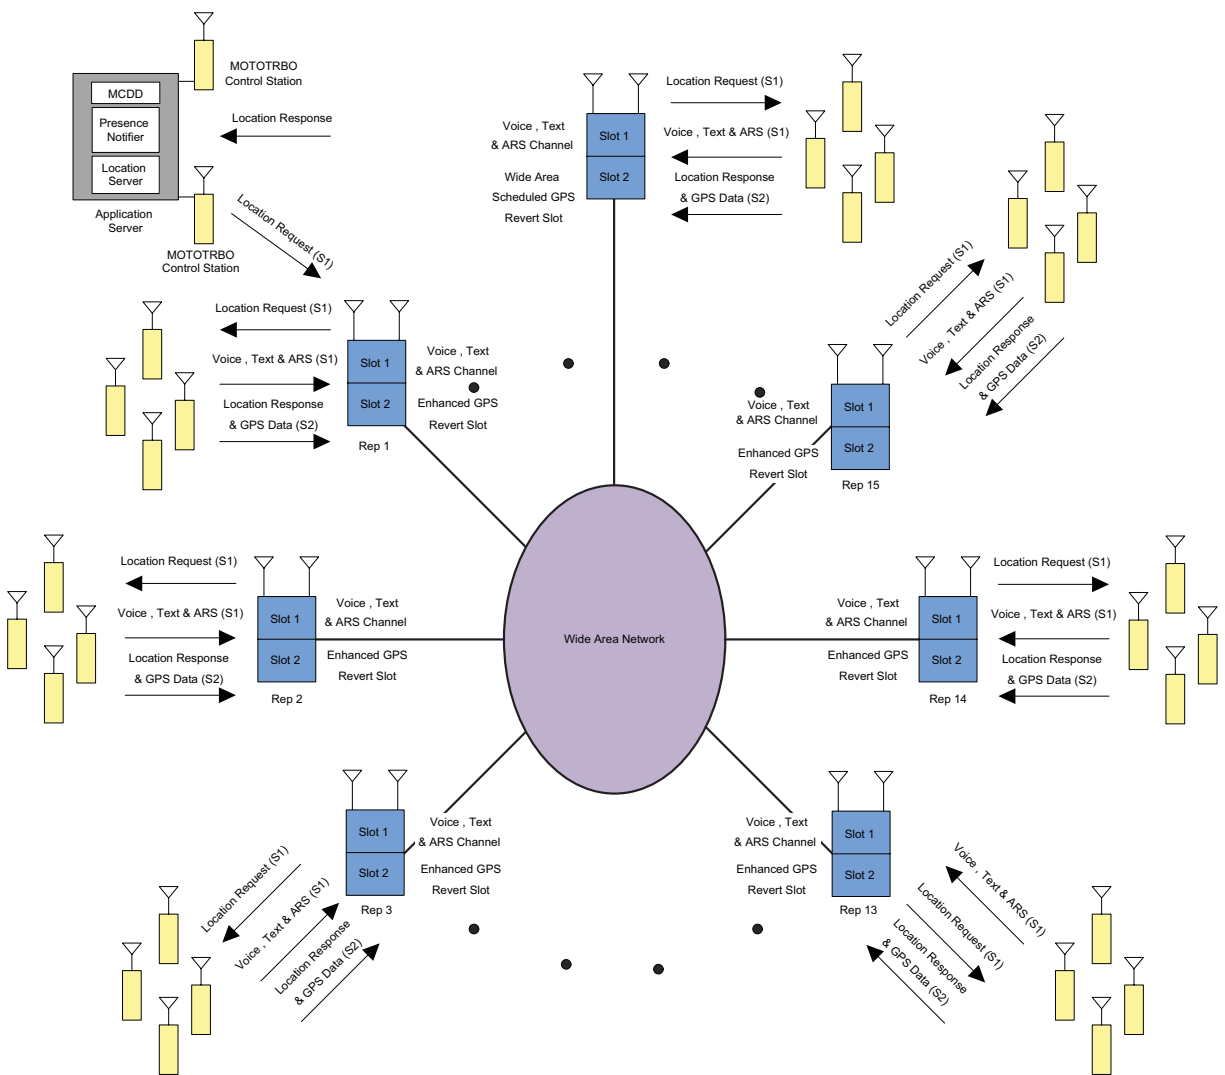 MOTOTRBO
Control Station
MCDD
Presence
Notifier
Location
Server
Application
Server
MOTOTRBO
Control Station
Location Response
Location Request (S1)
Voice , Text
& ARS Channel
Wide Area
Scheduled GPS
Revert Slot
Slot 1
Slot 2
Location Request (S1)
Voice , Text & ARS (S1)
Location Response
& GPS Data (S2)
Location Request (S1)
Voice , Text & ARS (S1)
Location Response
& GPS Data (S2)
Slot 1
Slot 2
Rep 1
Voice , Text
& ARS Channel
Enhanced GPS
Revert Slot
Voice , Text
& ARS Channel
Enhanced GPS
Revert Slot
Slot 1
Slot 2
Rep 15
Location Request (S1)
Voice , Text & ARS (S1)
Location Response
& GPS Data (S2)
Location Request (S1)
Voice , Text & ARS (S1)
Location Response
& GPS Data (S2)
Slot 1
Slot 2
Rep 2
Voice , Text
& ARS Channel
Enhanced GPS
Revert Slot
Wide Area Network
Voice , Text
& ARS Channel
Enhanced GPS
Revert Slot
Slot 1
Slot 2
Rep 14
Location Request (S1)
Voice , Text & ARS (S1)
Location Response
& GPS Data (S2)
Location Request (S1)
Voice , Text & ARS (S1)
Location Response
& GPS Data (S2)
Slot 1
Slot 2
Rep 3
Voice , Text
& ARS Channel
Enhanced GPS
Revert Slot
Voice , Text
& ARS Channel
Enhanced GPS
Revert Slot
Slot 1
Slot 2
Rep 13
Voice , Text & ARS (S1)
Location Request (S1)
Location Response
& GPS Data (S2)